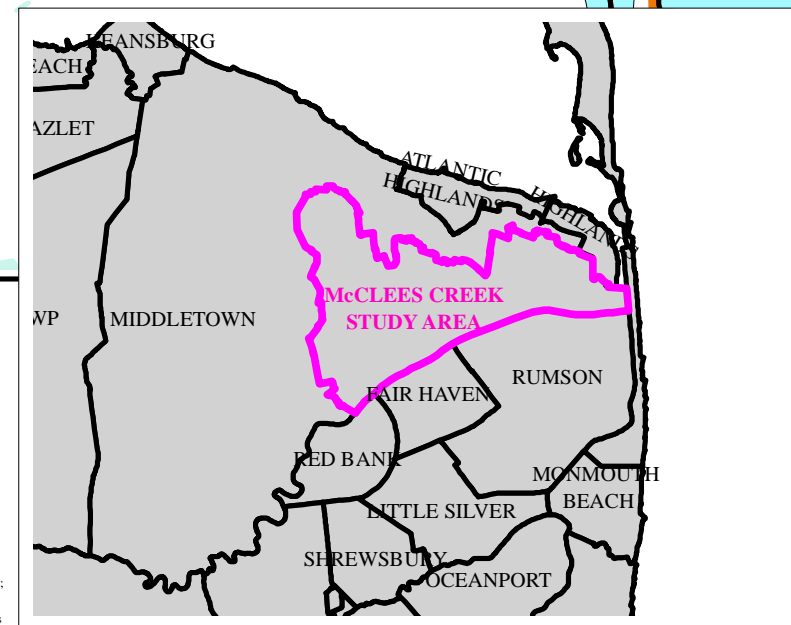 KEANSBURG
EACH
AZLET
ATLANTIC
HIGHLANDS
HIGHLANDS
McCLEES CREEK
STUDY AREA
WP
MIDDLETOWN
RUMSON
FAIR HAVEN
RED BANK
MONMOUTH
BEACH
LITTLE SILVER
SHREWSBURY
OCEANPORT
;
s